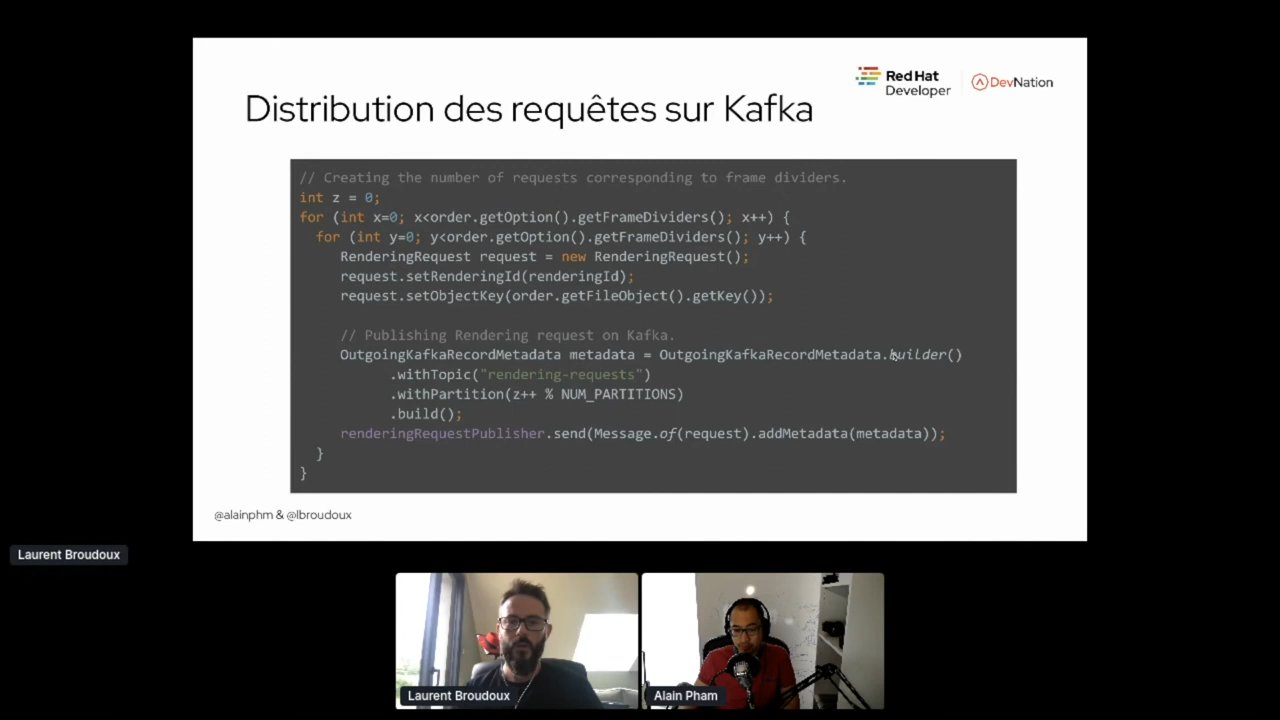 Red Hat
Developer
DevNation
Distribution des requêtes sur Kafka
// Creating the number of requests corresponding to frame dividers.
int z = 0;
for (int x=0; x<order.getOption().getFrameDividers(); x++) {
for (int y=0; y<order.getOption().getFrameDividers(); y++) {
RenderingRequest request = new RenderingRequest();
request.setRenderingId(renderingId);
request.setObjectKey(order.getFileObject().getKey());
// Publishing Rendering request on Kafka.
OutgoingKafkaRecordMetadata metadata = OutgoingKafkaRecordMetadata.builder()
.withTopic("rendering-requests")
.withPartition(z++ % NUM_PARTITIONS)
.build();
renderingRequestPublisher.send(Message.of(request).addMetadata(metadata));
}
}
@alainphm & @lbroudoux
Laurent Broudoux
Laurent Broudoux
Alain Pham